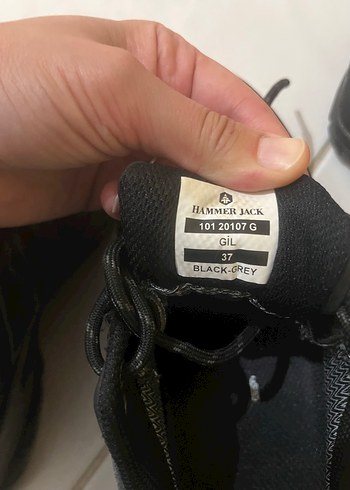 HAMMER JACK
101 20107 G
GİL
37
BLACK-GREY